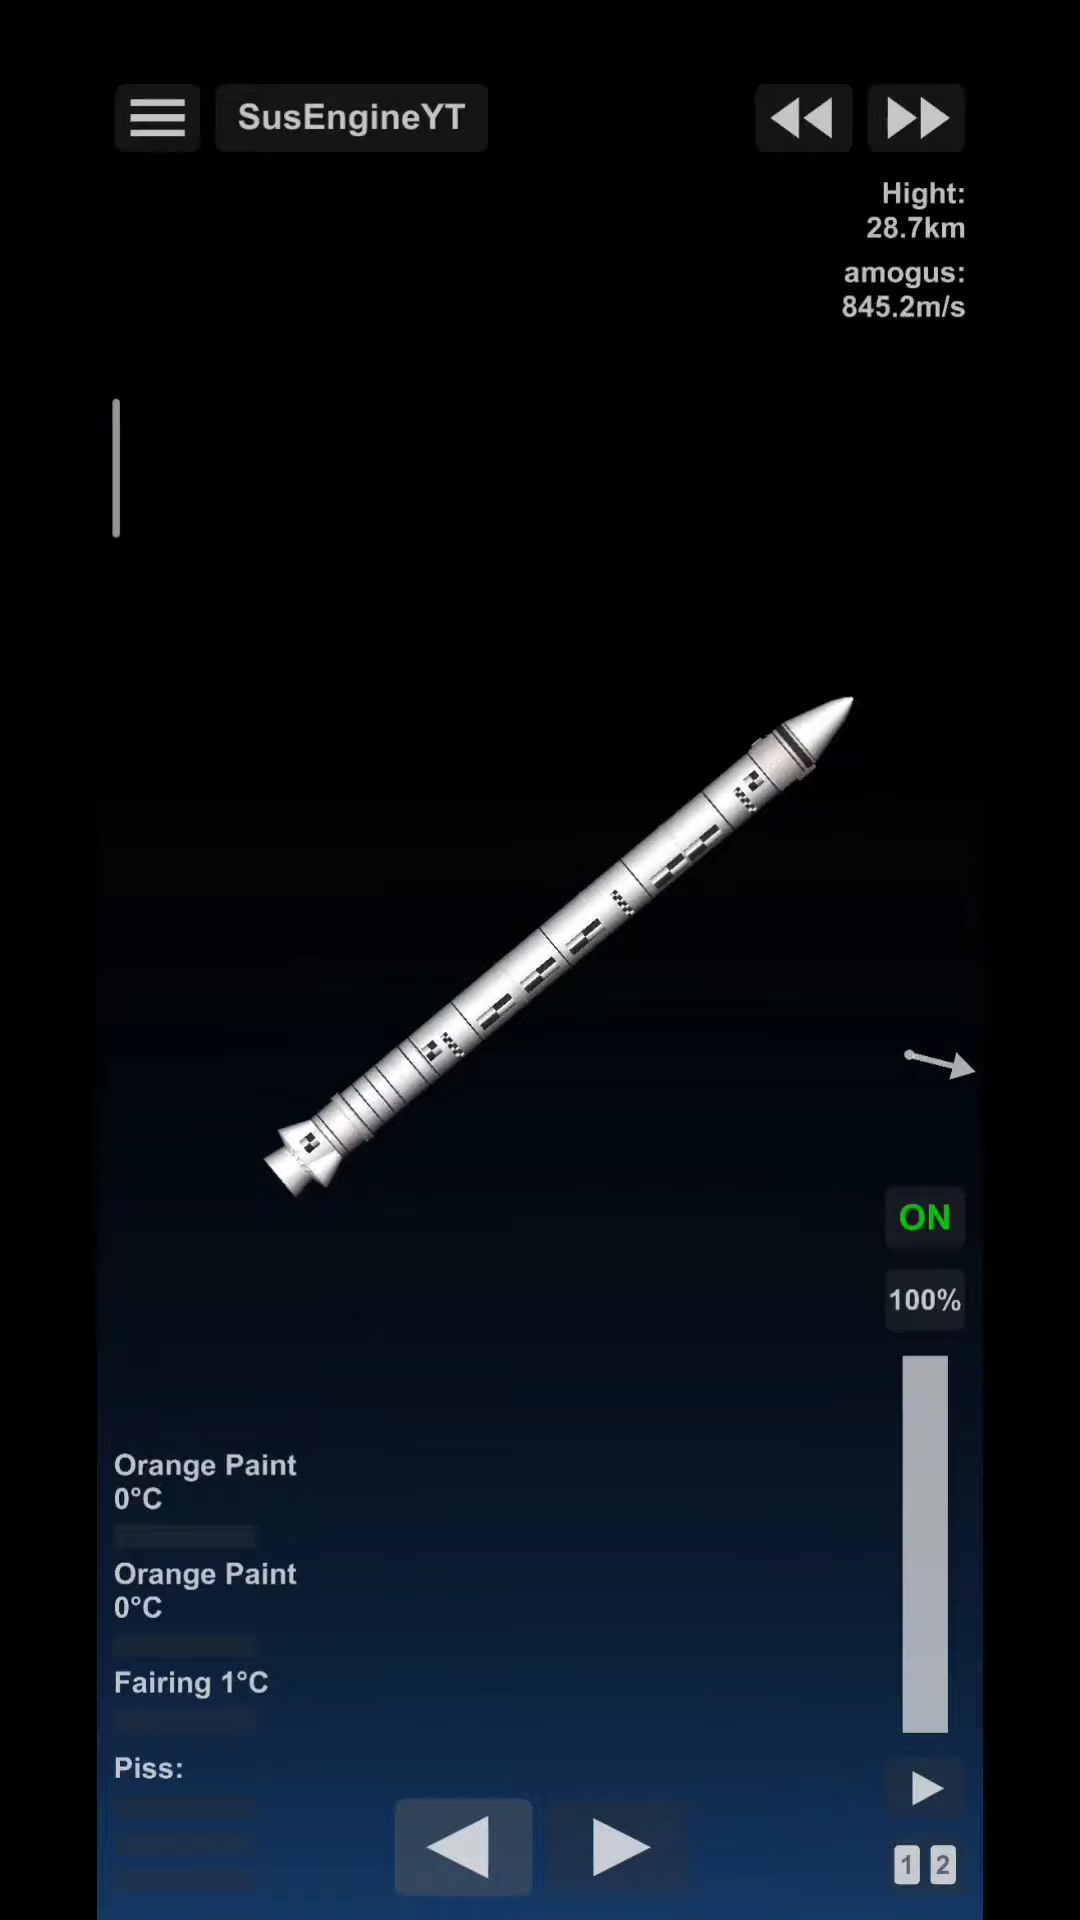 SusEngineYT
Hight:
28.7km
amogus:
845.2m/s
ON
100%
Orange Paint
0°C
Orange Paint
0°C
Fairing 1°C
Piss:
1 2